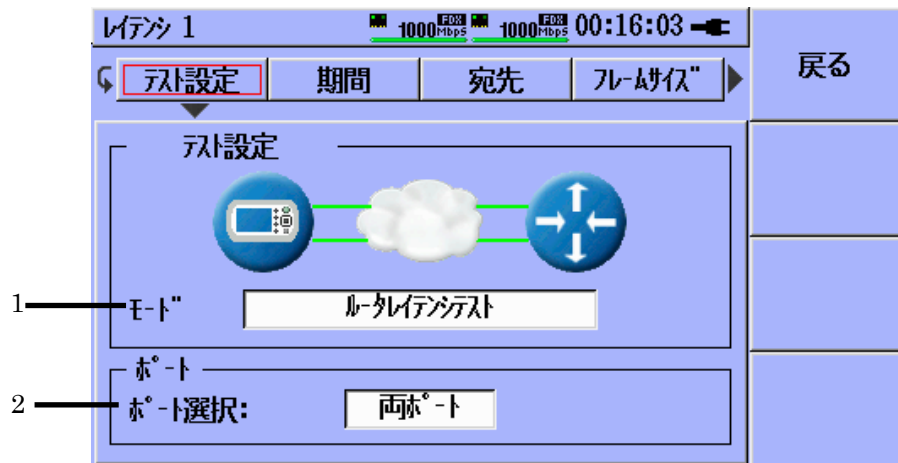 ﾚｲﾃﾝｼ 1
1000 FDX Mbps
1000 FDX Mbps
00:16:03
戻る
ﾃｽﾄ設定
期間
宛先
ﾌﾚｰﾑｻｲｽﾞ
ﾃｽﾄ設定
1
ﾓｰﾄﾞ
ﾙｰﾀﾚｲﾃﾝｼﾃｽﾄ
ﾎﾟｰﾄ
2
ﾎﾟｰﾄ選択:
両ﾎﾟｰﾄ